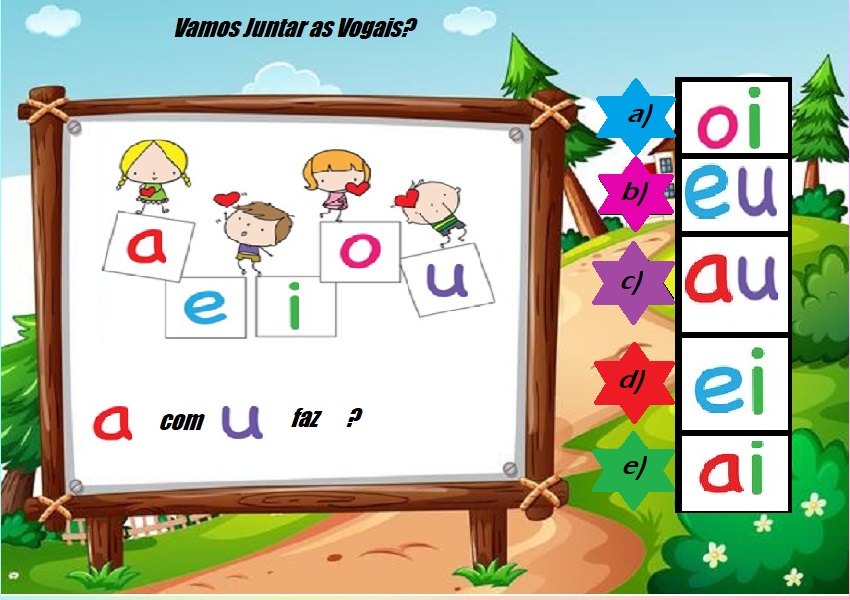 Vamos Juntar as Vogais?
a
e
i
o
u
a com u faz ?
a) oi
b) eu
c) au
d) ei
e) ai